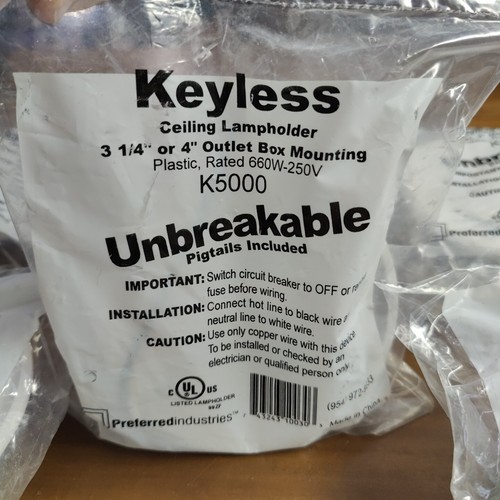 Keyless
Ceiling Lampholder
3 1/4" or 4" Outlet Box Mounting
Plastic, Rated 660W-250V
K5000
Unbreakable
Pigtails Included
IMPORTANT: Switch circuit breaker to OFF or
fuse before wiring.
INSTALLATION: Connect hot line to black wire
neutral line to white wire.
CAUTION: Use only copper wire with this device.
To be installed or checked by an
electrician or qualified person only.
C UL US
LISTED LAMPHOLDER
Preferredindustries™
Made in China
Preferred